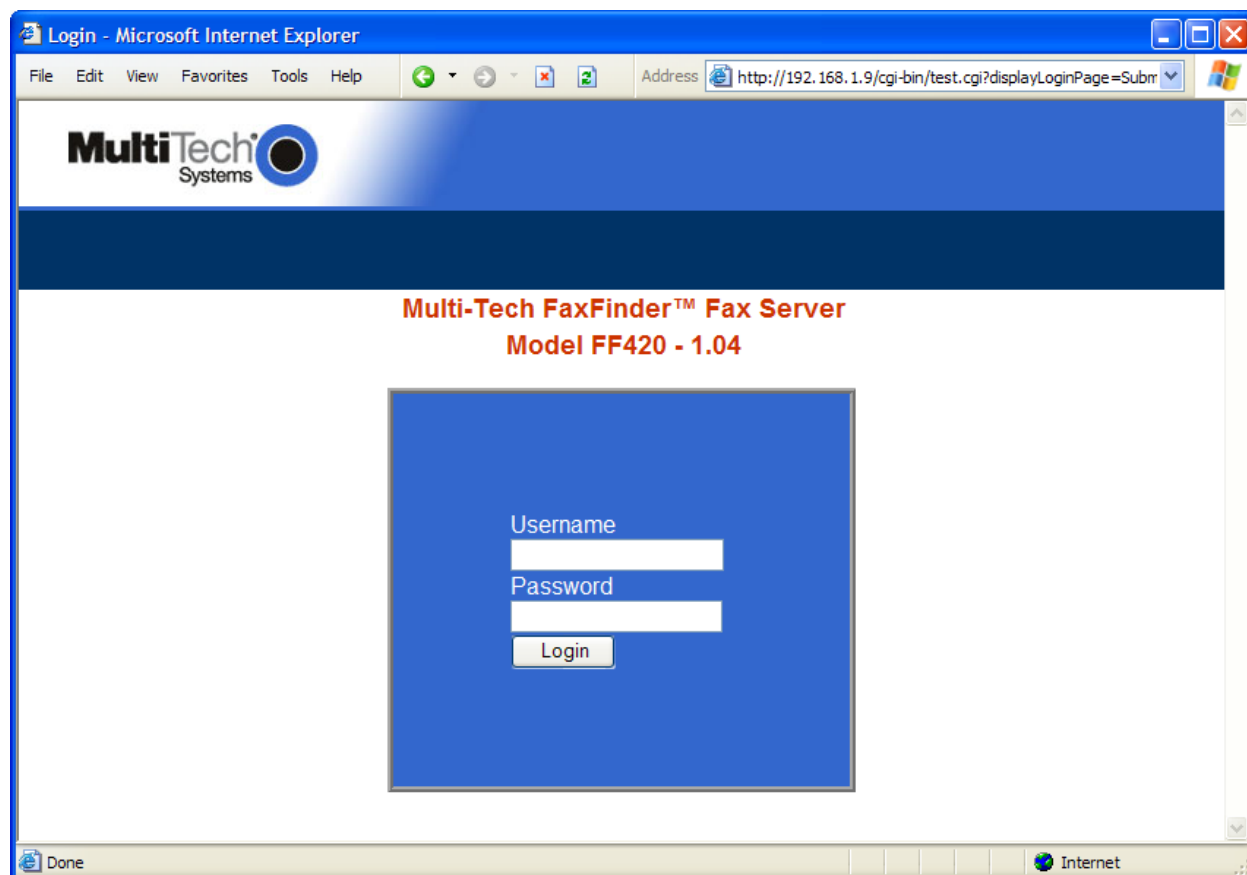 Login - Microsoft Internet Explorer
File Edit View Favorites Tools Help Address http://192.168.1.9/cgi-bin/test.cgi?displayLoginPage=Subm
MultiTech
Systems
Multi-Tech FaxFinder™ Fax Server
Model FF420 - 1.04
Username
Password
Login
Done Internet